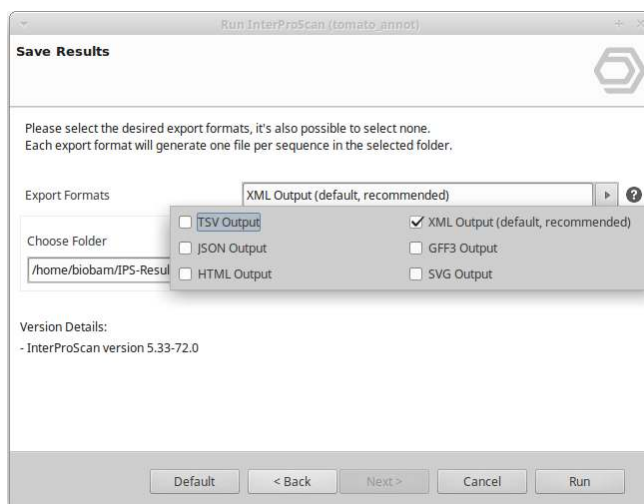 Run InterProScan (tomato_annot)
Save Results
Please select the desired export formats, it's also possible to select none.
Each export format will generate one file per sequence in the selected folder.
Export Formats
XML Output (default, recommended)
TSV Output
XML Output (default, recommended)
Choose Folder
JSON Output
GFF3 Output
/home/biobam/IPS-Resul
HTML Output
SVG Output
Version Details:
- InterProScan version 5.33-72.0
Default
< Back
Next >
Cancel
Run